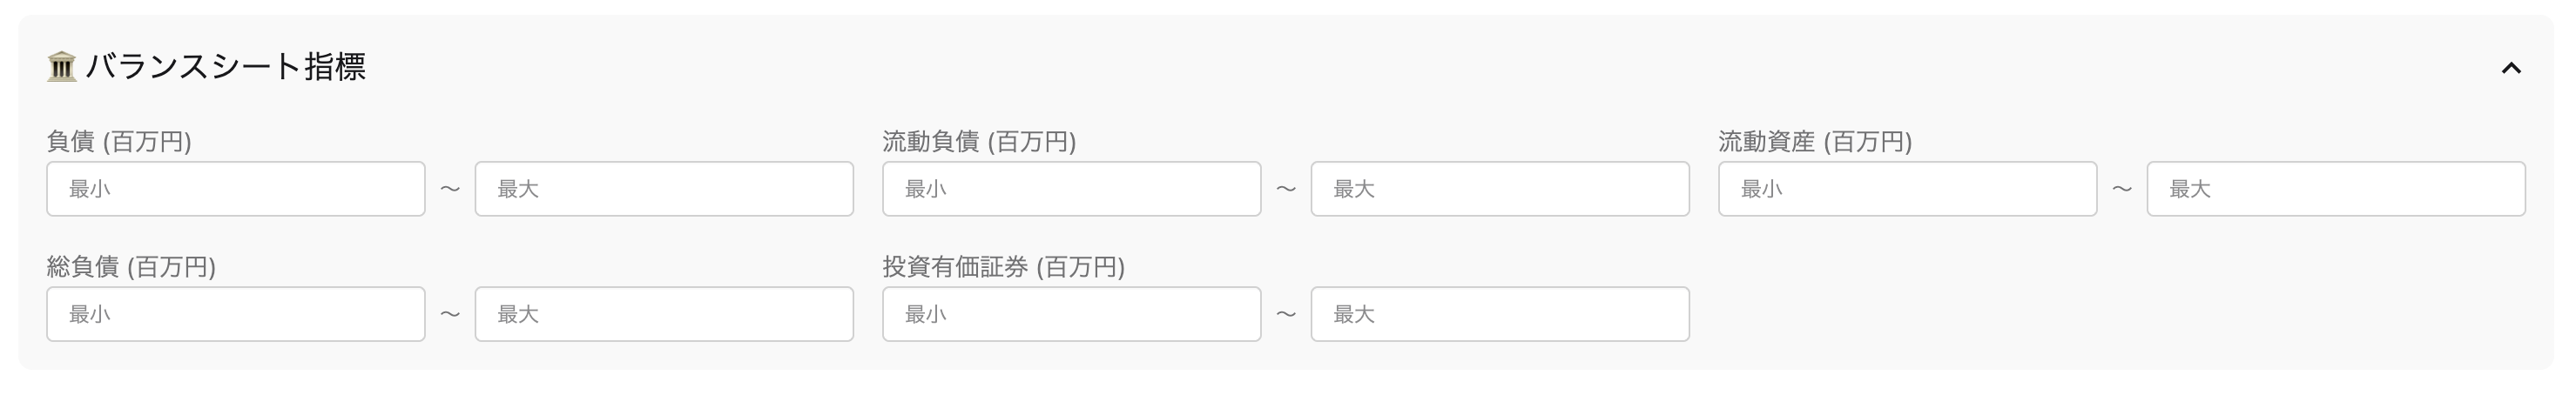 🏛️ バランスシート指標
負債 (百万円) 流動負債 (百万円) 流動資産 (百万円)
最小 ～ 最大 最小 ～ 最大 最小 ～ 最大
総負債 (百万円) 投資有価証券 (百万円)
最小 ～ 最大 最小 ～ 最大